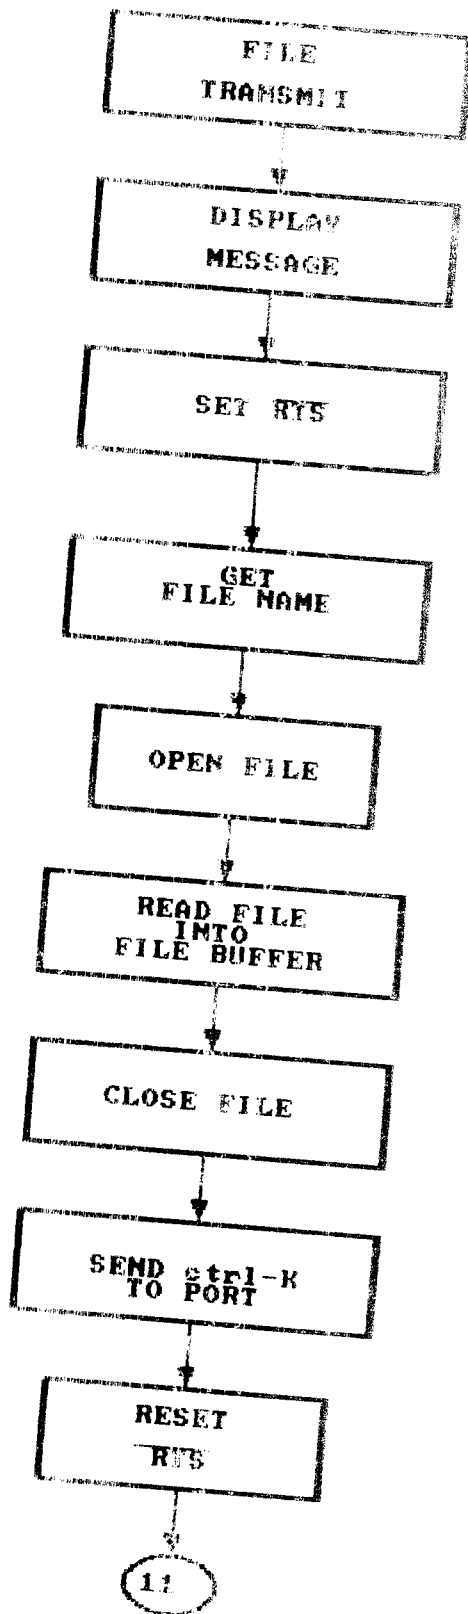 FILE
TRANSMIT
DISPLAY
MESSAGE
SET RTS
GET
FILE NAME
OPEN FILE
READ FILE
INTO
FILE BUFFER
CLOSE FILE
SEND ctrl-K
TO PORT
RESET
RTS
11